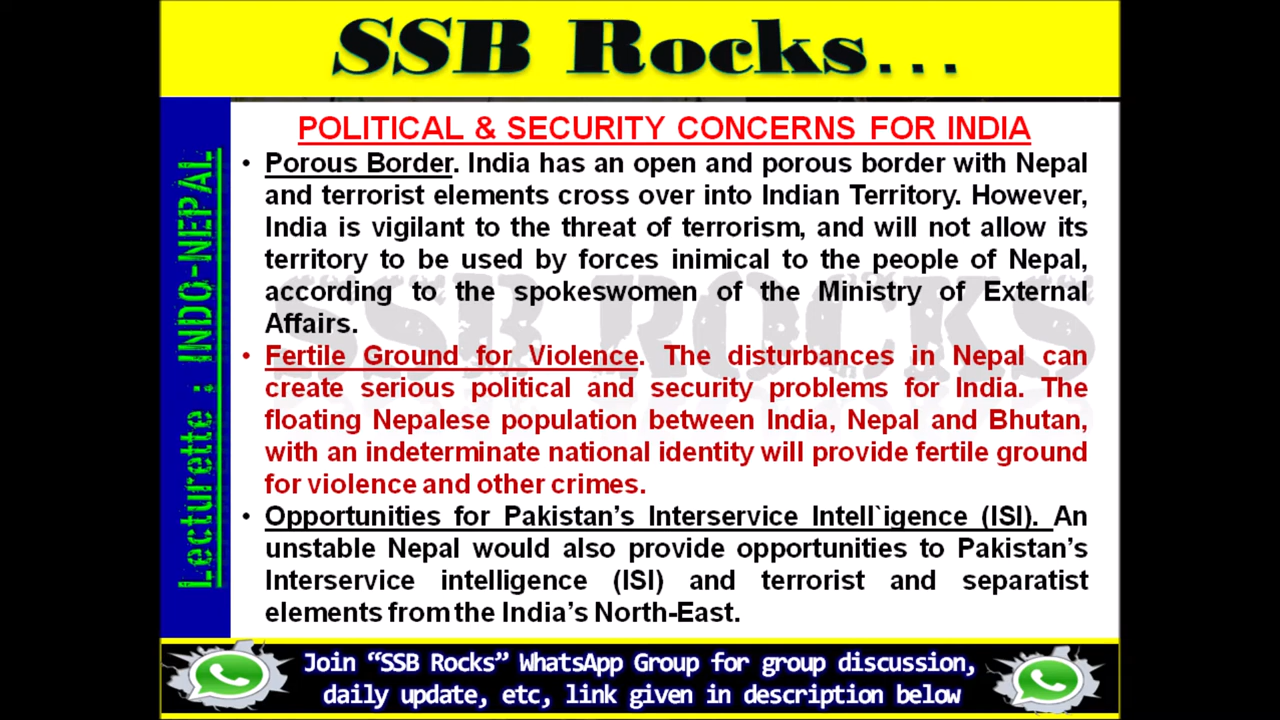 SSB Rocks...
Lecturette : INDO-NEPAL
POLITICAL & SECURITY CONCERNS FOR INDIA
• Porous Border. India has an open and porous border with Nepal
and terrorist elements cross over into Indian Territory. However,
India is vigilant to the threat of terrorism, and will not allow its
territory to be used by forces inimical to the people of Nepal,
according to the spokeswomen of the Ministry of External
Affairs.
• Fertile Ground for Violence. The disturbances in Nepal can
create serious political and security problems for India. The
floating Nepalese population between India, Nepal and Bhutan,
with an indeterminate national identity will provide fertile ground
for violence and other crimes.
• Opportunities for Pakistan's Interservice Intell`igence (ISI). An
unstable Nepal would also provide opportunities to Pakistan's
Interservice intelligence (ISI) and terrorist and separatist
elements from the India's North-East.
SSB ROCKS
Join “SSB Rocks” WhatsApp Group for group discussion,
daily update, etc, link given in description below